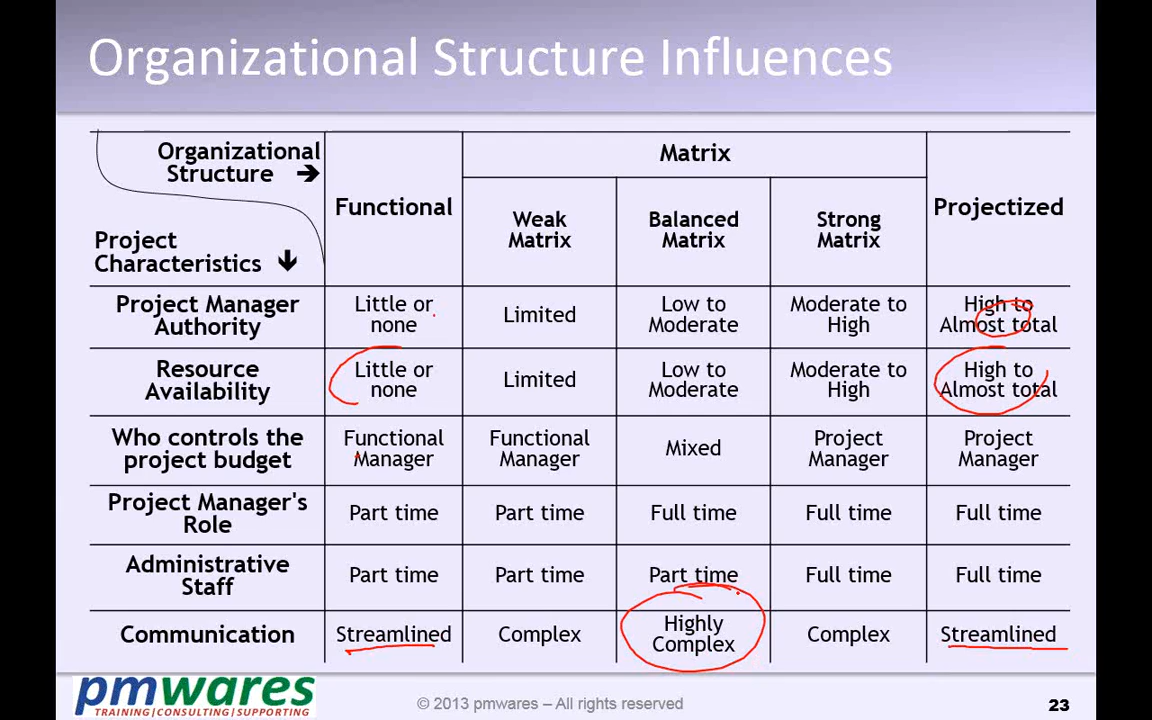 Organizational Structure Influences
Organizational
Structure ➔
Project
Characteristics 🡻
Functional
Matrix
Weak
Matrix
Balanced
Matrix
Strong
Matrix
Projectized
Project Manager
Authority
Little or
none
Limited
Low to
Moderate
Moderate to
High
High to
Almost total
Resource
Availability
Little or
none
Limited
Low to
Moderate
Moderate to
High
High to
Almost total
Who controls the
project budget
Functional
Manager
Functional
Manager
Mixed
Project
Manager
Project
Manager
Project Manager's
Role
Part time
Part time
Full time
Full time
Full time
Administrative
Staff
Part time
Part time
Part time
Full time
Full time
Communication
Streamlined
Complex
Highly
Complex
Complex
Streamlined
pmwares
TRAINING|CONSULTING|SUPPORTING
© 2013 pmwares – All rights reserved
23